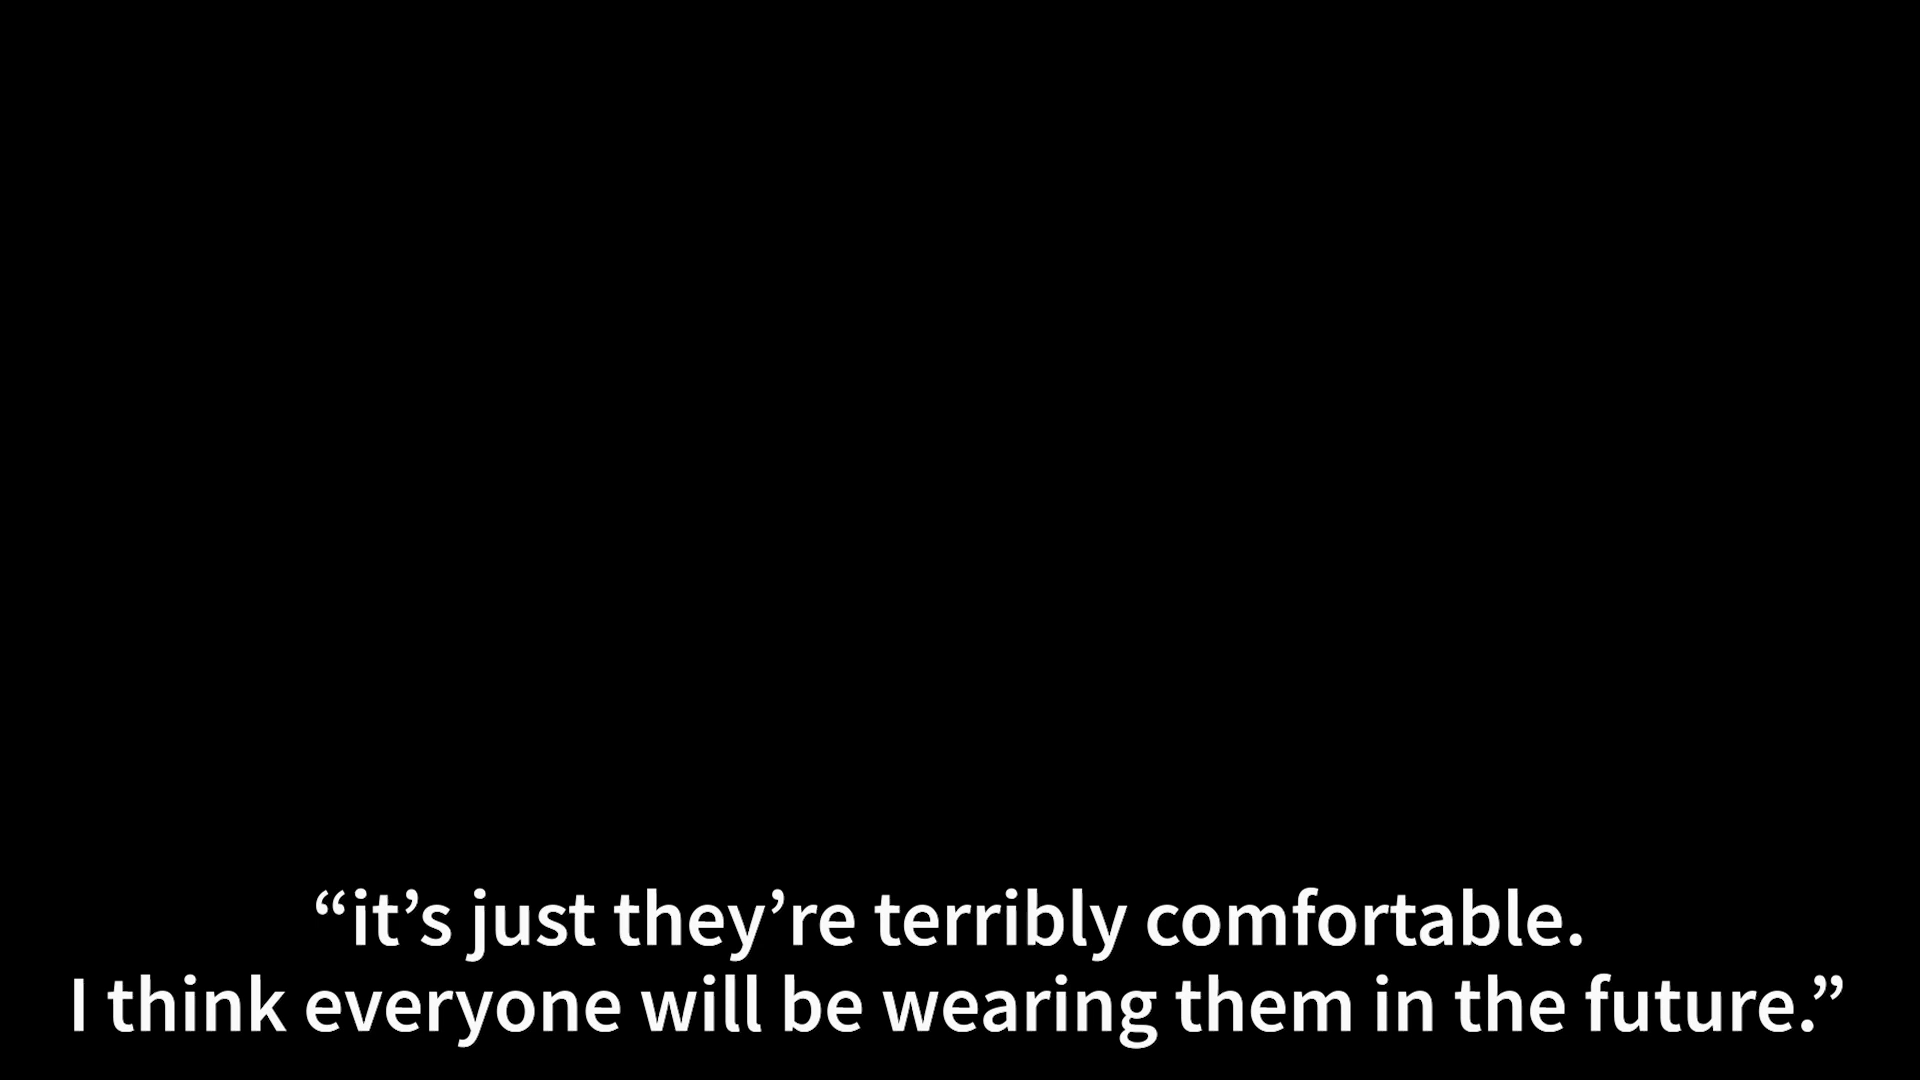 “it’s just they’re terribly comfortable.
I think everyone will be wearing them in the future.”